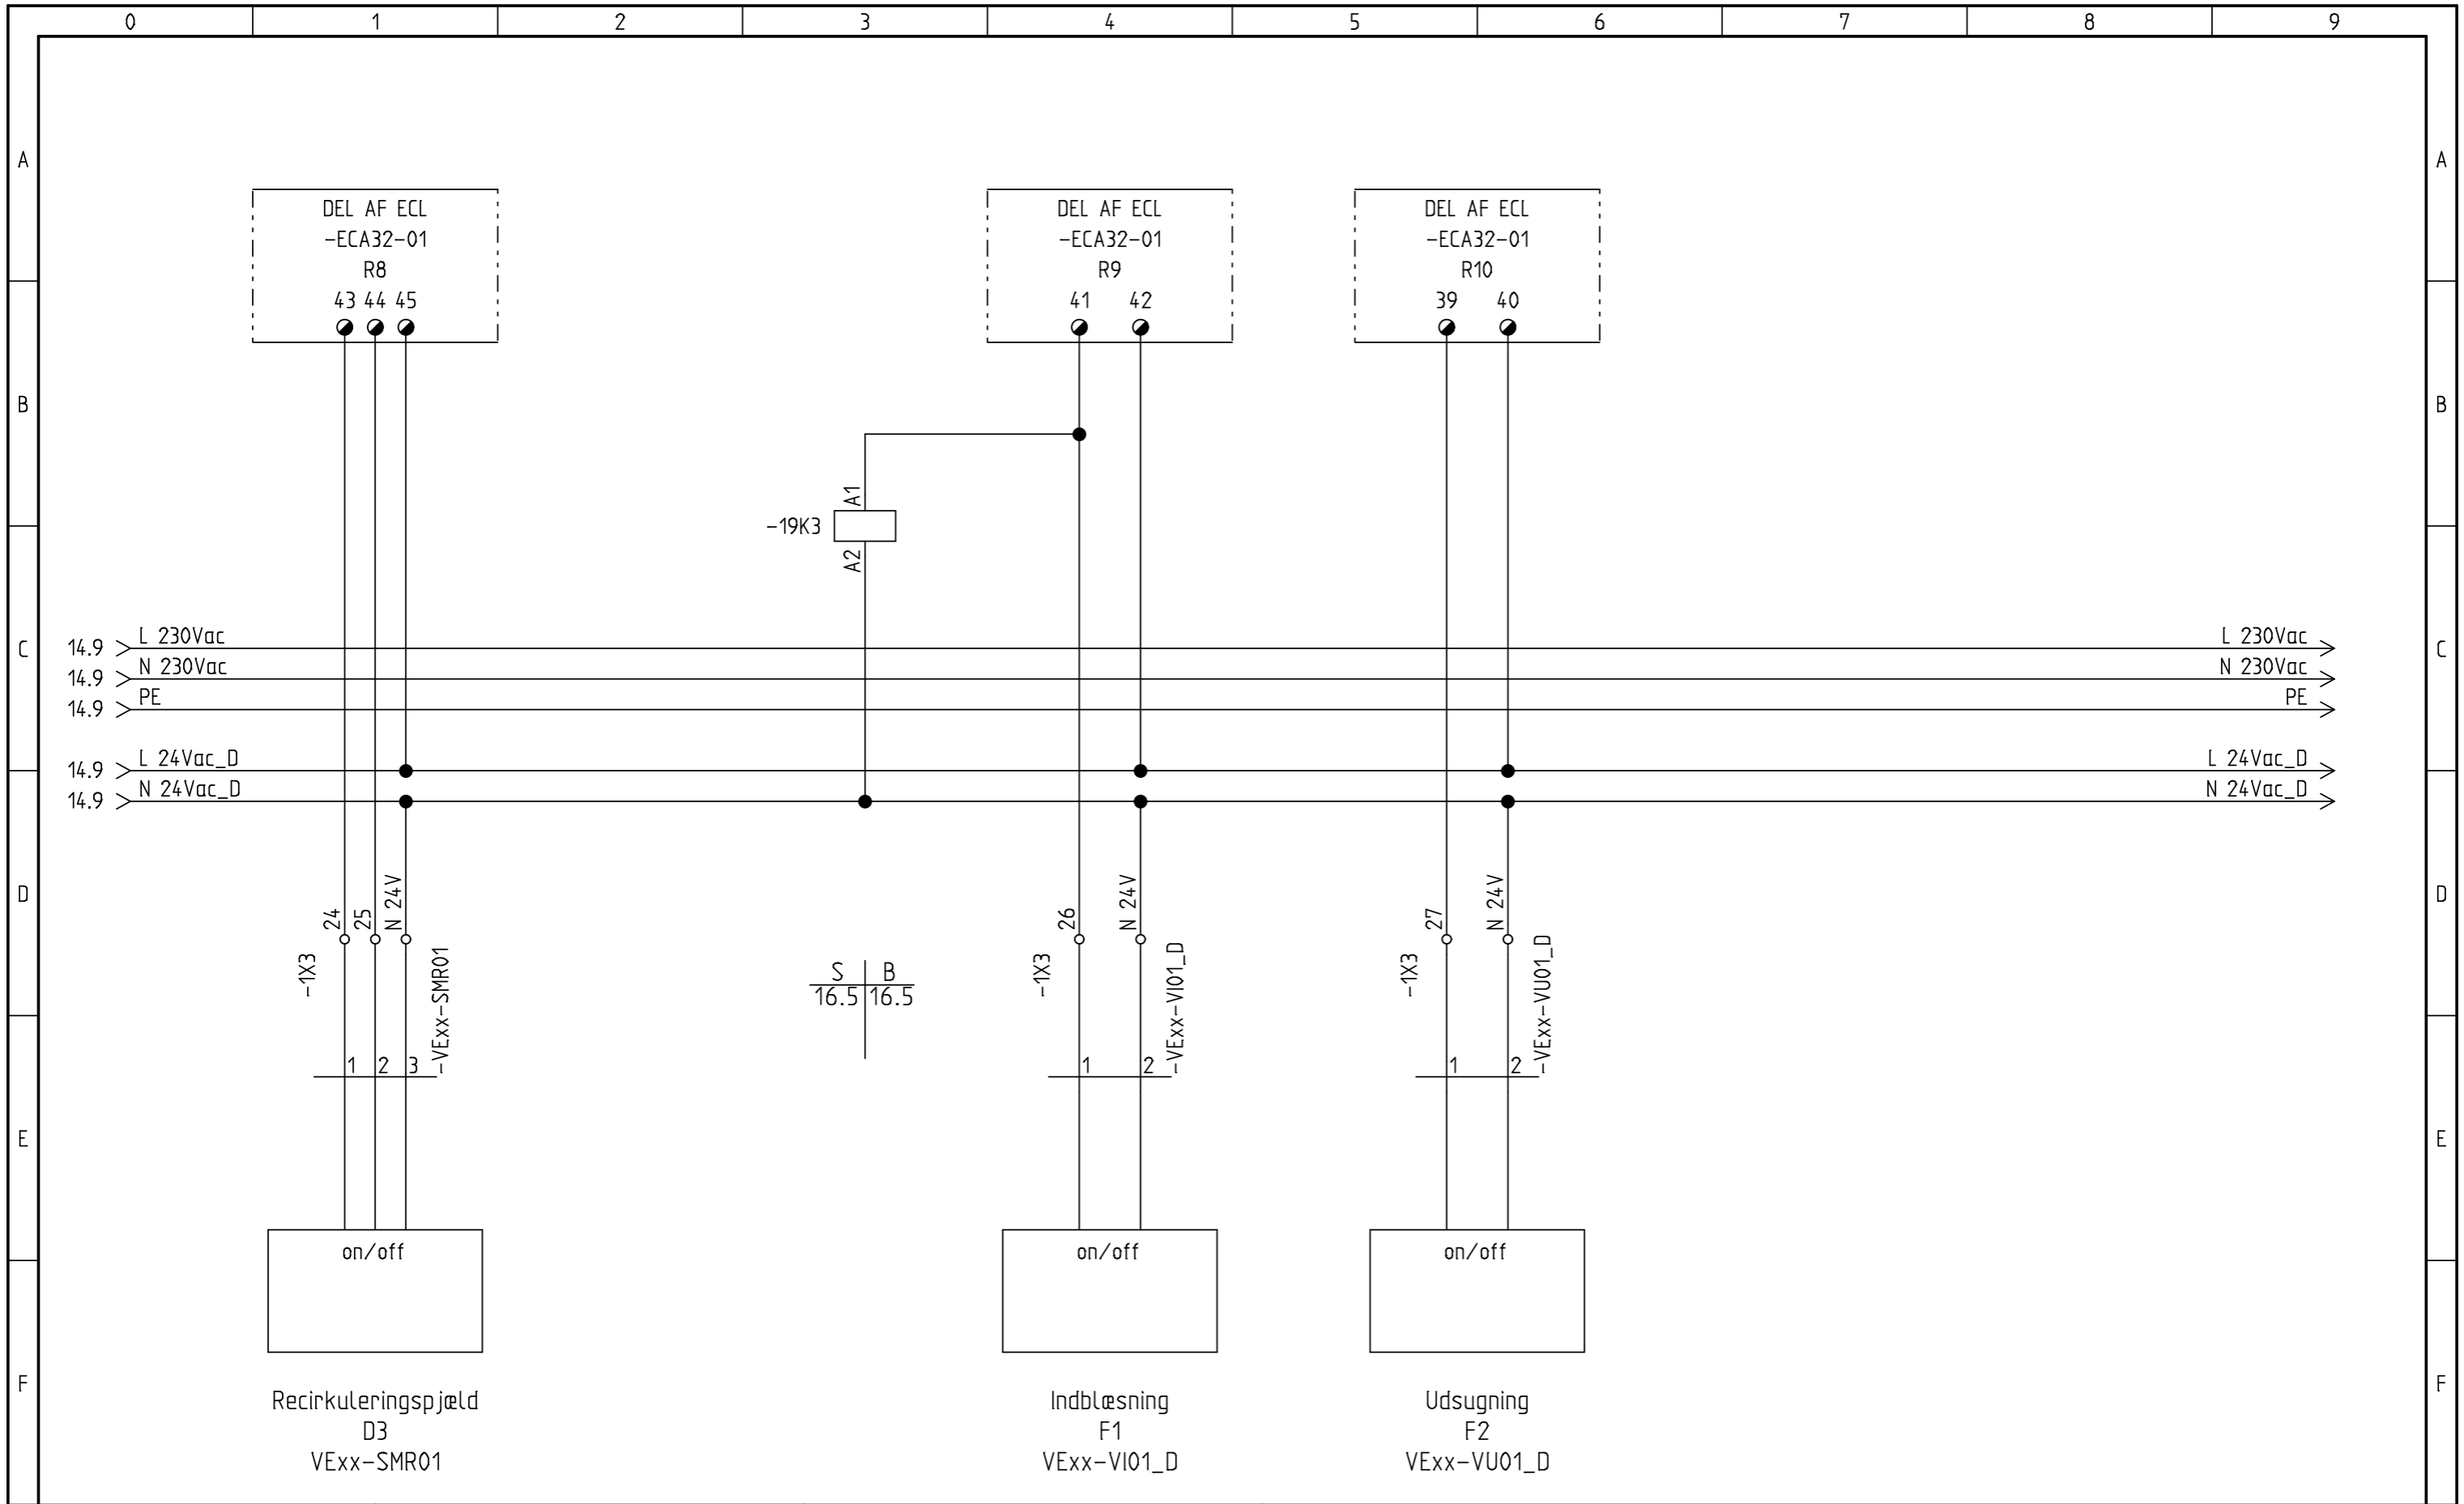 0 1 2 3 4 5 6 7 8 9
A A
DEL AF ECL
-ECA32-01
R8
43 44 45
DEL AF ECL
-ECA32-01
R9
41 42
DEL AF ECL
-ECA32-01
R10
39 40
B B
A1
-19K3
A2
C C
14.9 L 230Vac L 230Vac
14.9 N 230Vac N 230Vac
14.9 PE PE
14.9 L 24Vac_D L 24Vac_D
14.9 N 24Vac_D N 24Vac_D
D D
24 25 N 24V
-1X3
-VExx-SMR01
1 2 3
S B
16.5 16.5
26 N 24V
-1X3
-VExx-VI01_D
1 2
27 N 24V
-1X3
-VExx-VU01_D
1 2
E E
on/off on/off on/off
F F
Recirkuleringspjæld
D3
VExx-SMR01
Indblæsning
F1
VExx-VI01_D
Udsugning
F2
VExx-VU01_D